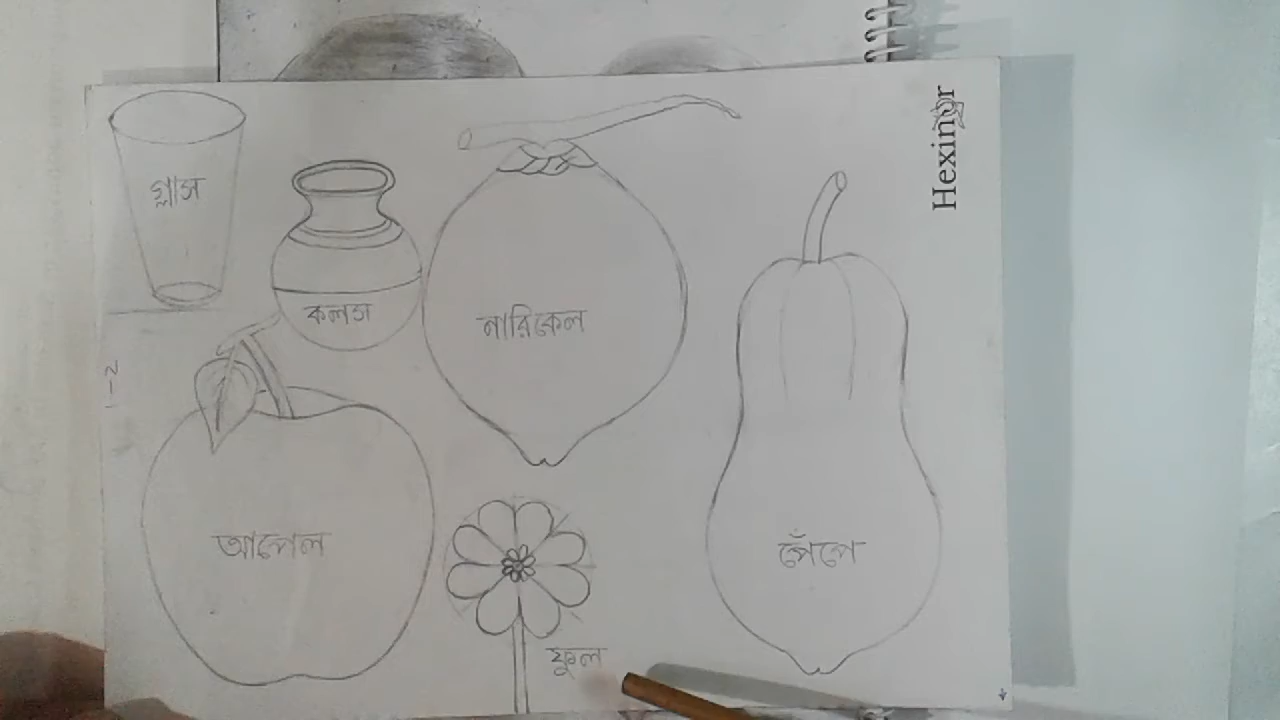 গ্লাস
কলস
নারিকেল
আপেল
ফুল
পেঁপে
Hexinor